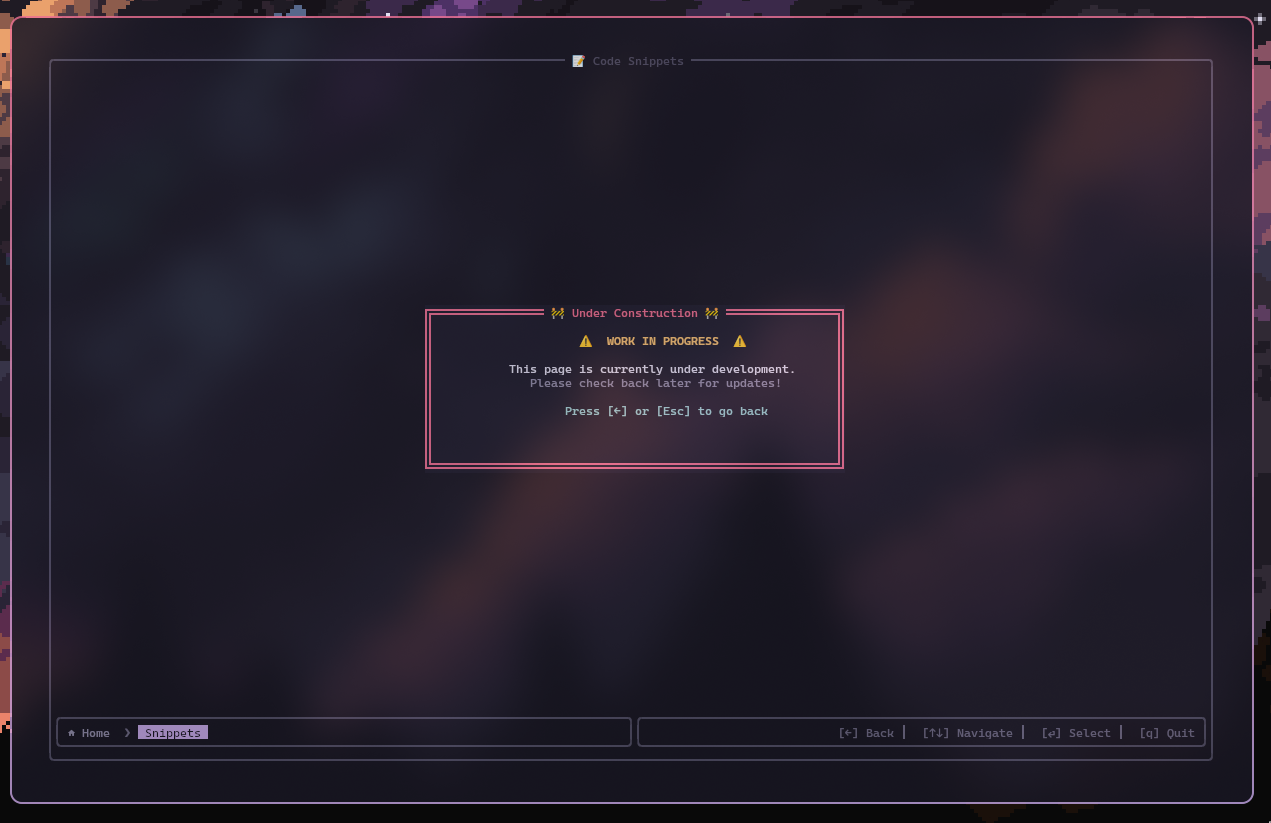 📝 Code Snippets
🚧 Under Construction 🚧
⚠️ WORK IN PROGRESS ⚠️
This page is currently under development.
Please check back later for updates!
Press [←] or [Esc] to go back
Home ❯ Snippets
[←] Back | [↑↓] Navigate | [↵] Select | [q] Quit